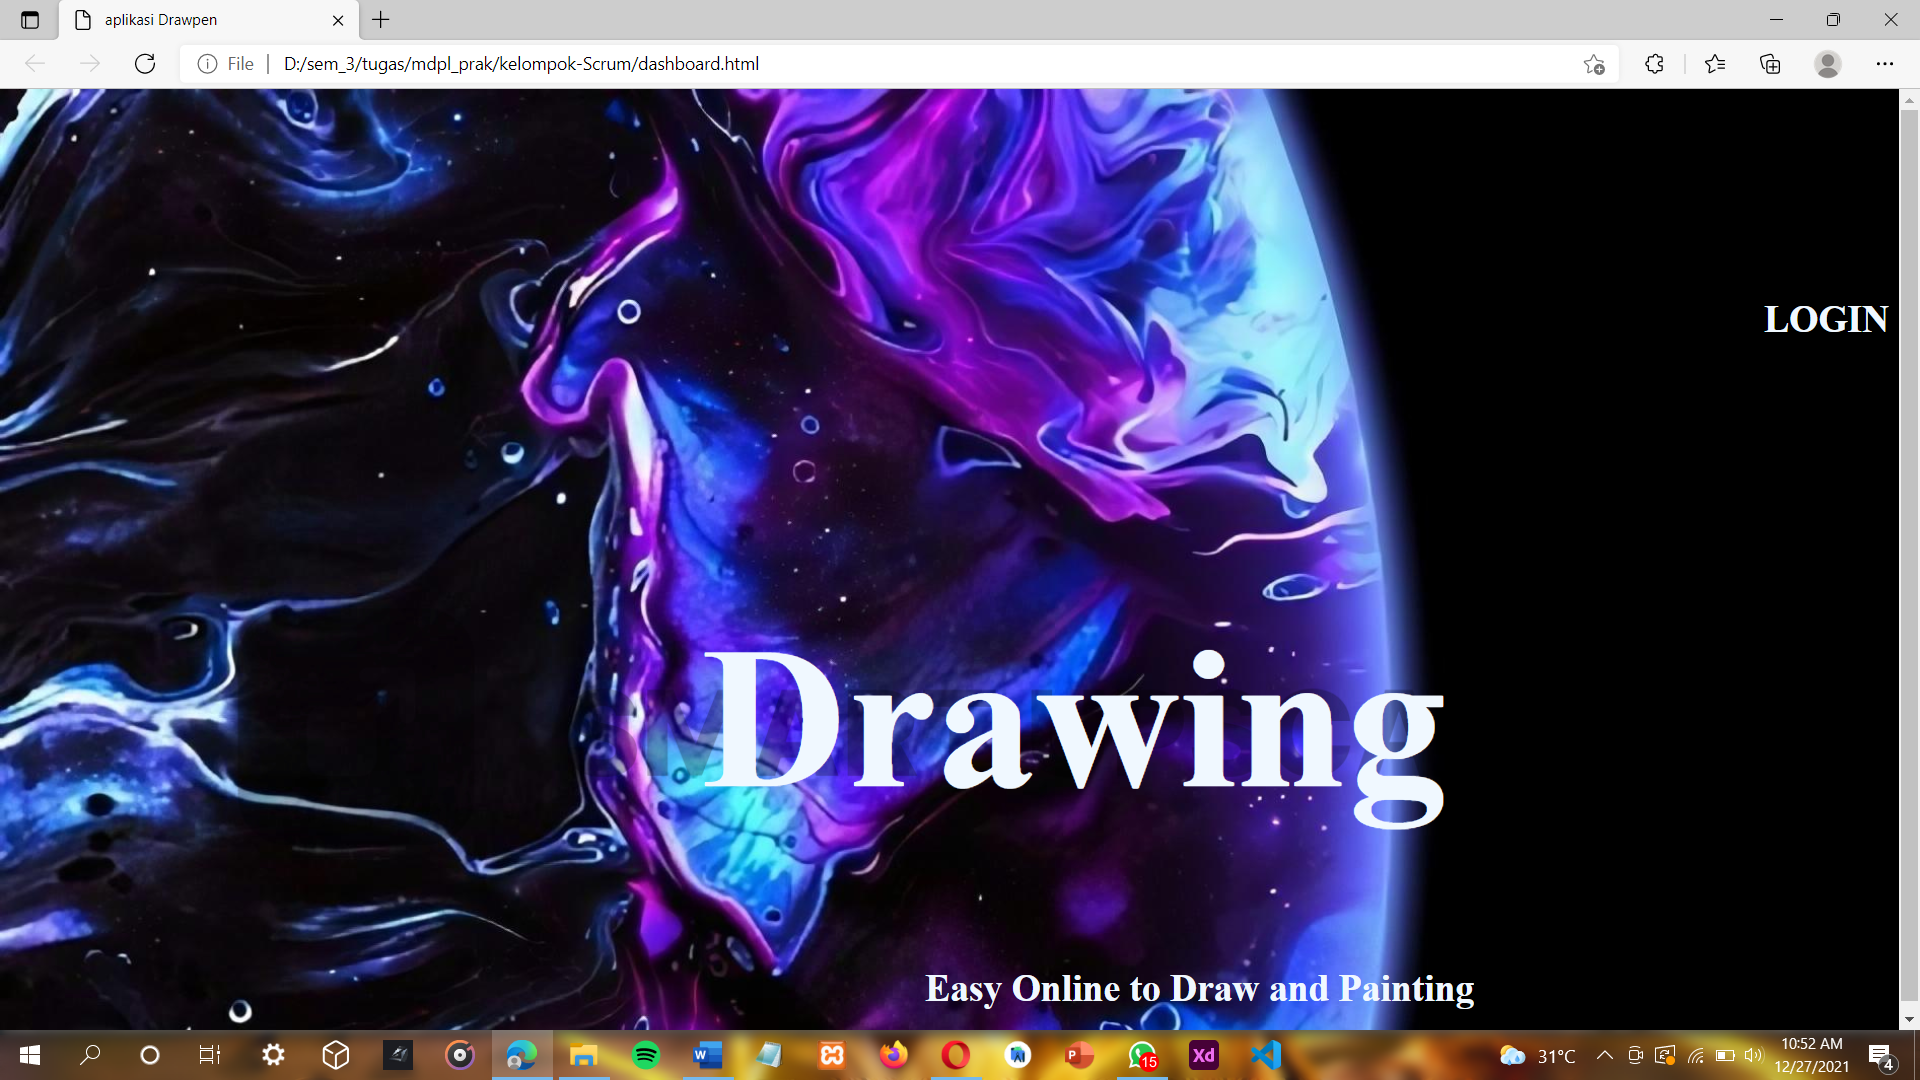 aplikasi Drawpen
File
D:/sem_3/tugas/mdpl_prak/kelompok-Scrum/dashboard.html
LOGIN
Drawing
Easy Online to Draw and Painting
W
P
15
Xd
31°C
10:52 AM
12/27/2021
4